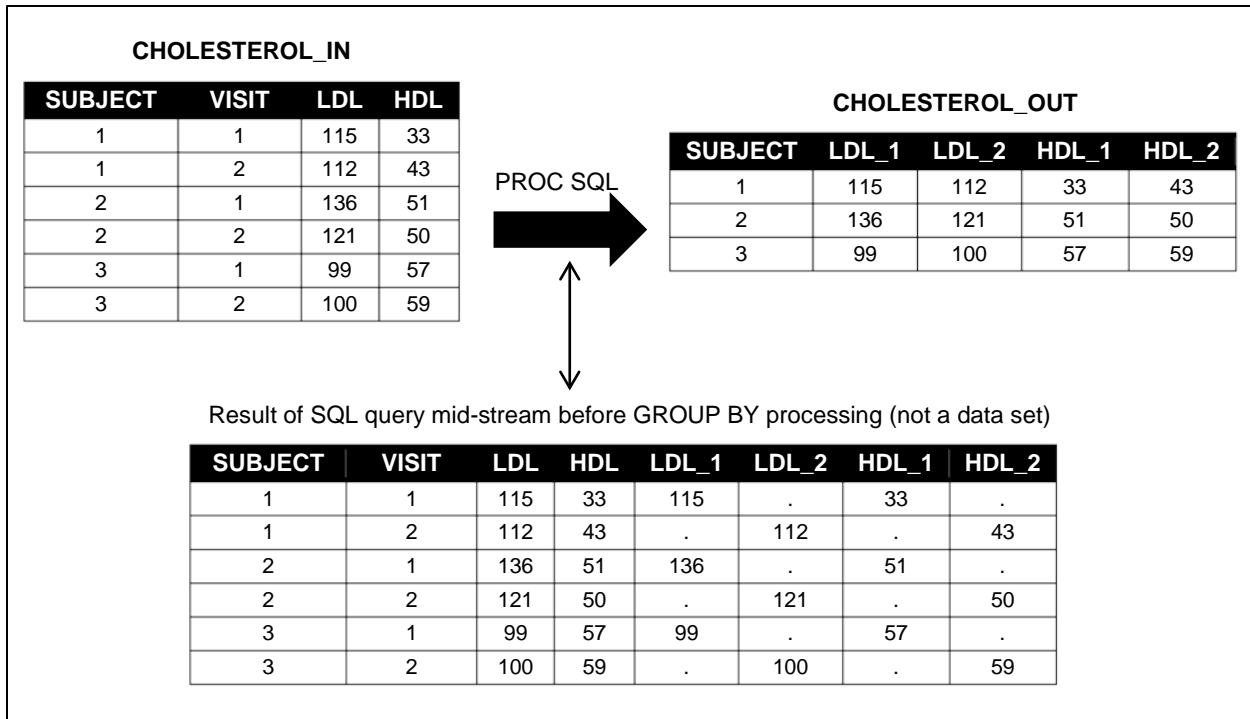 CHOLESTEROL_IN
SUBJECT VISIT LDL HDL
1 1 115 33
1 2 112 43
2 1 136 51
2 2 121 50
3 1 99 57
3 2 100 59
PROC SQL
CHOLESTEROL_OUT
SUBJECT LDL_1 LDL_2 HDL_1 HDL_2
1 115 112 33 43
2 136 121 51 50
3 99 100 57 59
Result of SQL query mid-stream before GROUP BY processing (not a data set)
SUBJECT VISIT LDL HDL LDL_1 LDL_2 HDL_1 HDL_2
1 1 115 33 115 . 33 .
1 2 112 43 . 112 . 43
2 1 136 51 136 . 51 .
2 2 121 50 . 121 . 50
3 1 99 57 99 . 57 .
3 2 100 59 . 100 . 59